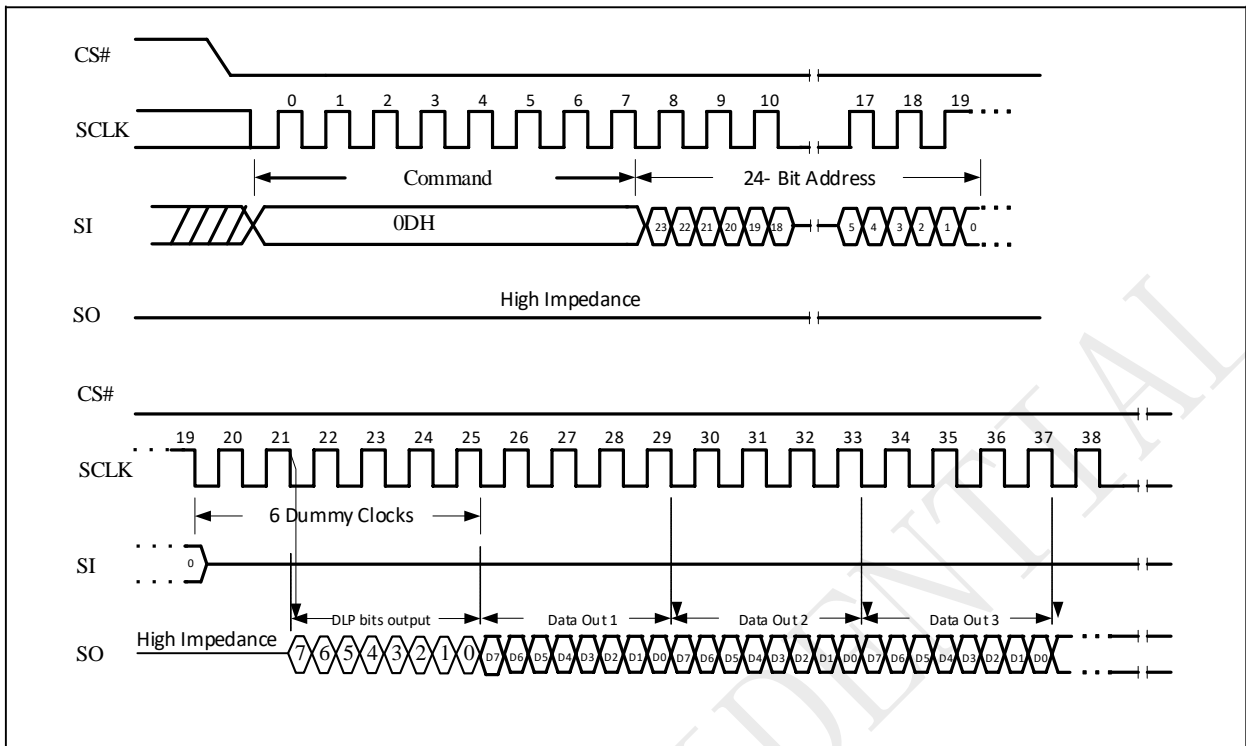 CS#
0 1 2 3 4 5 6 7 8 9 10 17 18 19
SCLK
Command 24- Bit Address
SI 0DH 23 22 21 20 19 18 5 4 3 2 1 0
High Impedance
SO
CS#
19 20 21 22 23 24 25 26 27 28 29 30 31 32 33 34 35 36 37 38
SCLK
6 Dummy Clocks
SI 0
DLP bits output Data Out 1 Data Out 2 Data Out 3
High Impedance
SO 7 6 5 4 3 2 1 0 D7 D6 D5 D4 D3 D2 D1 D0 D7 D6 D5 D4 D3 D2 D1 D0 D7 D6 D5 D4 D3 D2 D1 D0
DENTIAL